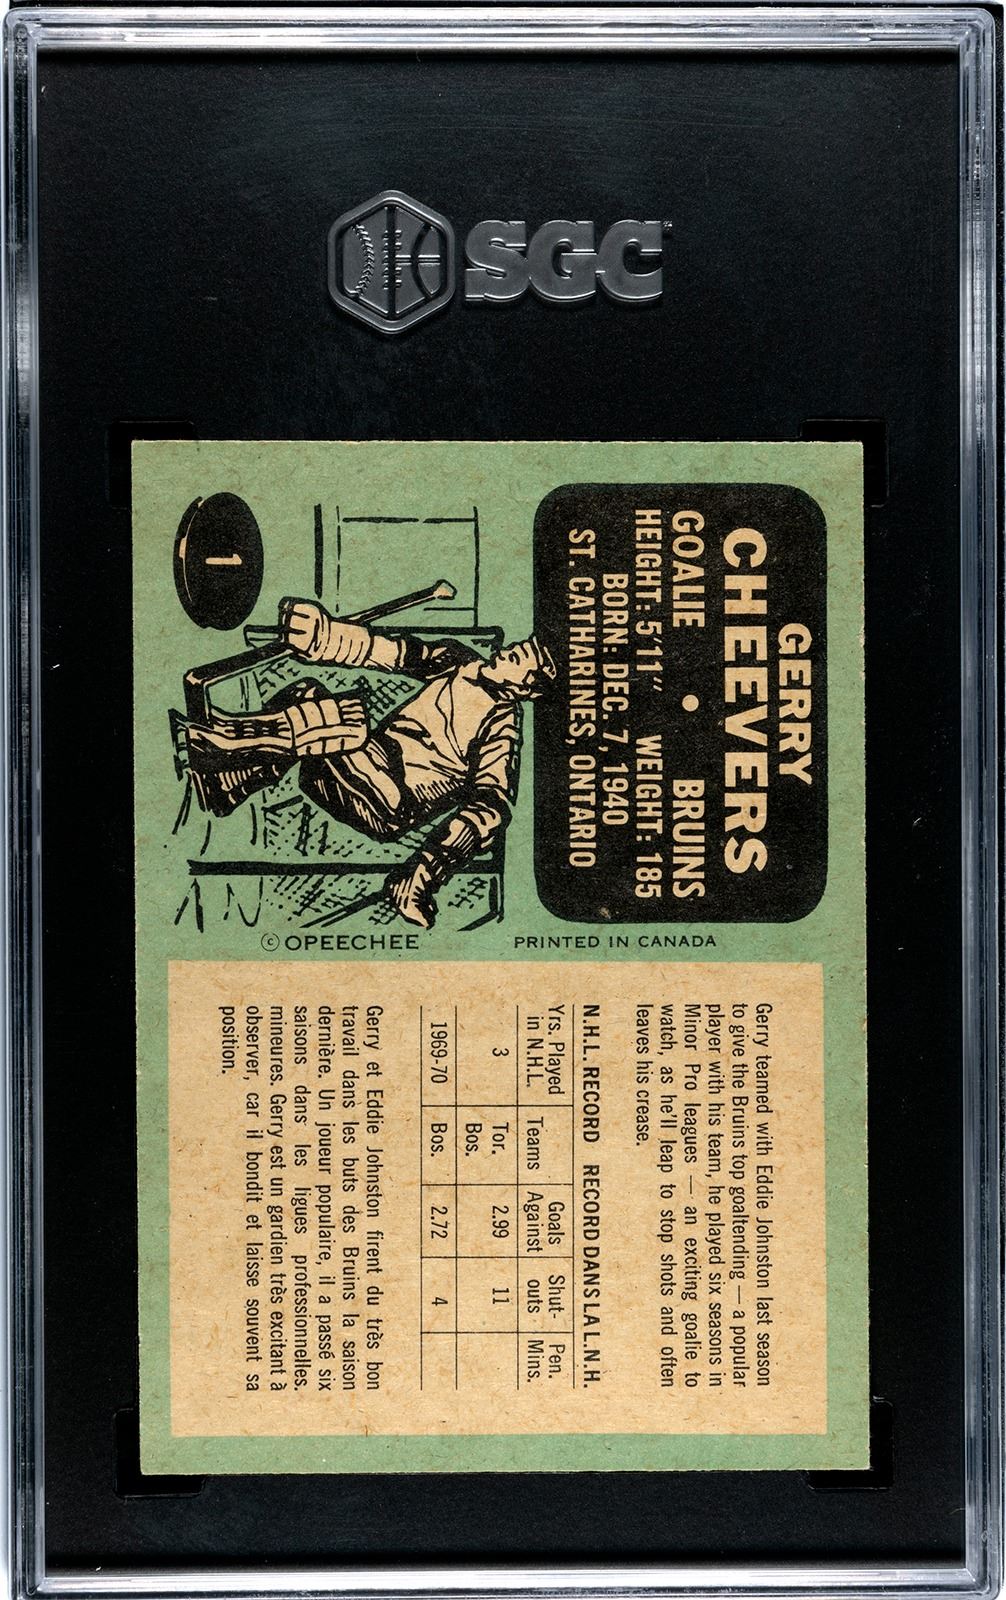 SGC
GERRY
CHEEVERS
GOALIE • BRUINS
HEIGHT: 5'11" WEIGHT: 185
BORN: DEC. 7, 1940
ST. CATHARINES, ONTARIO
1
© OPEECHEE
PRINTED IN CANADA
Gerry teamed with Eddie Johnston last season
to give the Bruins top goaltending — a popular
player with his team, he played six seasons in
Minor Pro leagues — an exciting goalie to
watch, as he'll leap to stop shots and often
leaves his crease.
N.H.L. RECORD RECORD DANS LA L.N.H.
Yrs. Played Teams Goals Shut- Pen.
in N.H.L. Against outs Mins.
3 Tor. 2.99 11
Bos.
1969-70 Bos. 2.72 4
Gerry et Eddie Johnston firent du très bon
travail dans les buts des Bruins la saison
dernière. Un joueur populaire, il a passé six
saisons dans les ligues professionnelles.
mineures. Gerry est un gardien très excitant à
observer, car il bondit et laisse souvent sa
position.